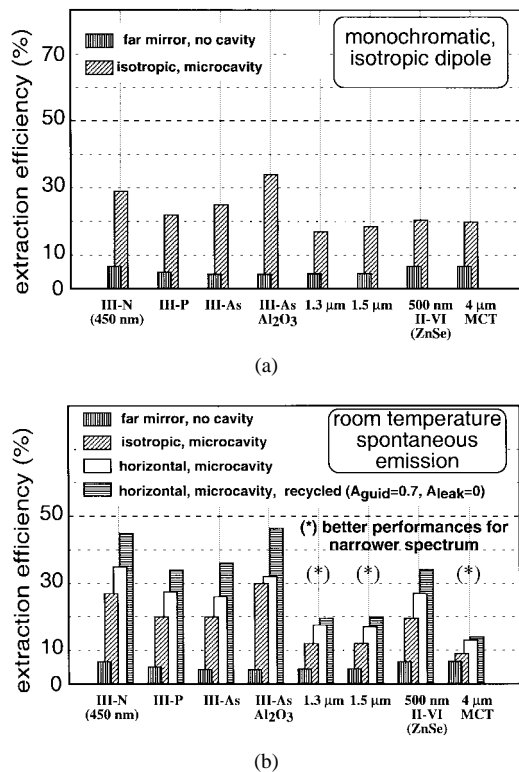 far mirror, no cavity
isotropic, microcavity
monochromatic,
isotropic dipole
extraction efficiency (%)
50
30
10
0
III-N
(450 nm)
III-P
III-As
III-As
Al₂O₃
1.3 μm
1.5 μm
500 nm
II-VI
(ZnSe)
4 μm
MCT
(a)
far mirror, no cavity
isotropic, microcavity
horizontal, microcavity
horizontal, microcavity, recycled (Aguid=0.7, Aleak=0)
room temperature
spontaneous
emission
(*) better performances for
narrower spectrum
extraction efficiency (%)
50
30
10
0
(*)
(*)
(*)
III-N
(450 nm)
III-P
III-As
III-As
Al₂O₃
1.3 μm
1.5 μm
500 nm
II-VI
(ZnSe)
4 μm
MCT
(b)